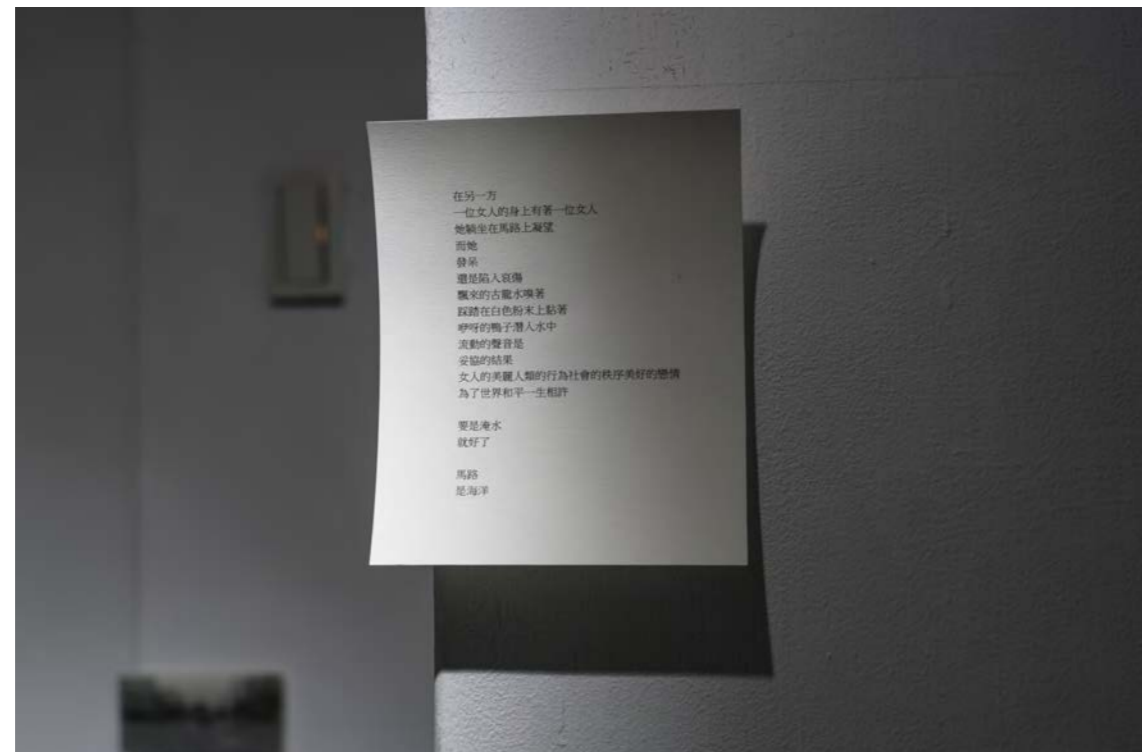 在另一方
一位女人的身上有著一位女人
她躺坐在馬路上凝望
而她
發呆
還是陷入哀傷
飄來的古龍水嗅著
踩踏在白色粉末上黏著
咿呀的鴨子潛入水中
流動的聲音是
妥協的結果
女人的美麗人類的行為社會的秩序美好的戀情
為了世界和平一生相許
要是淹水
就好了
馬路
是海洋